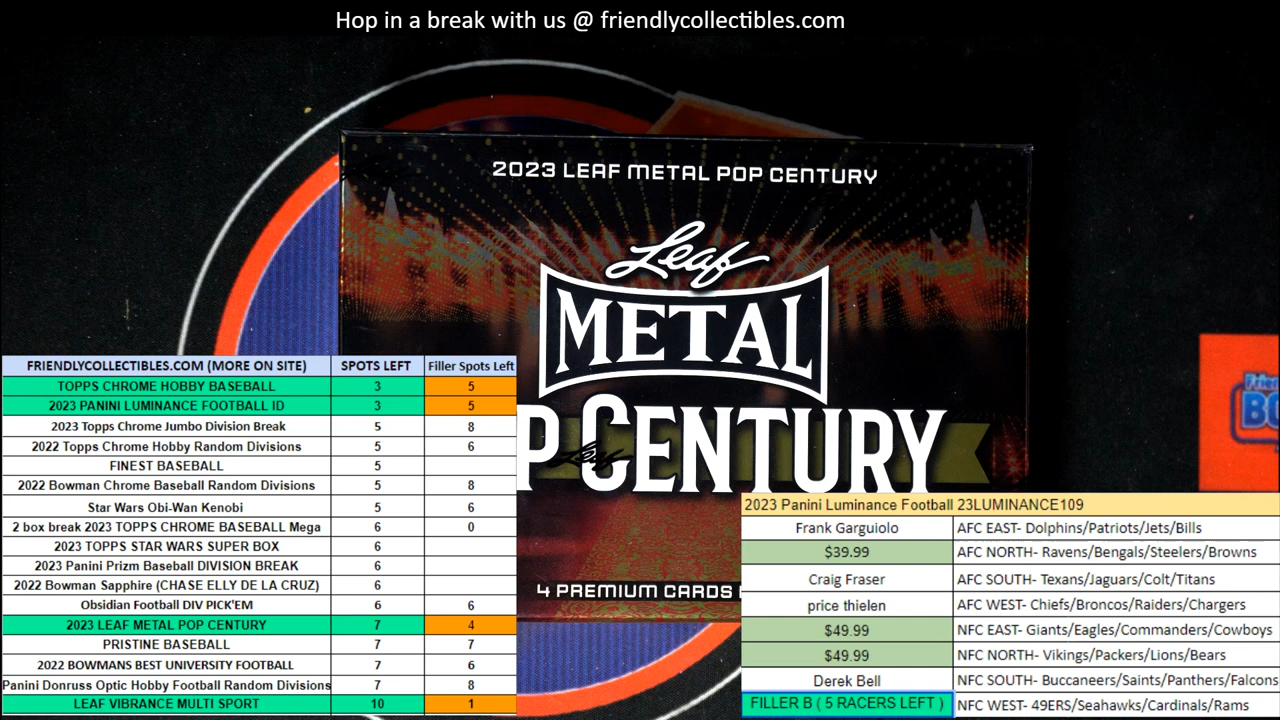 Hop in a break with us @ friendlycollectibles.com
2023 LEAF METAL POP CENTURY
Leaf
METAL
P CENTURY
Leaf
4 PREMIUM CARDS
FRIENDLYCOLLECTIBLES.COM (MORE ON SITE) SPOTS LEFT Filler Spots Left
TOPPS CHROME HOBBY BASEBALL 3 5
2023 PANINI LUMINANCE FOOTBALL ID 3 5
2023 Topps Chrome Jumbo Division Break 5 8
2022 Topps Chrome Hobby Random Divisions 5 6
FINEST BASEBALL 5
2022 Bowman Chrome Baseball Random Divisions 5 8
Star Wars Obi-Wan Kenobi 5 6
2 box break 2023 TOPPS CHROME BASEBALL Mega 6 0
2023 TOPPS STAR WARS SUPER BOX 6
2023 Panini Prizm Baseball DIVISION BREAK 6
2022 Bowman Sapphire (CHASE ELLY DE LA CRUZ) 6
Obsidian Football DIV PICK'EM 6 6
2023 LEAF METAL POP CENTURY 7 4
PRISTINE BASEBALL 7 7
2022 BOWMANS BEST UNIVERSITY FOOTBALL 7 6
Panini Donruss Optic Hobby Football Random Divisions 7 8
LEAF VIBRANCE MULTI SPORT 10 1
2023 Panini Luminance Football 23LUMINANCE109
Frank Garguiolo AFC EAST- Dolphins/Patriots/Jets/Bills
$39.99 AFC NORTH- Ravens/Bengals/Steelers/Browns
Craig Fraser AFC SOUTH- Texans/Jaguars/Colt/Titans
price thielen AFC WEST- Chiefs/Broncos/Raiders/Chargers
$49.99 NFC EAST- Giants/Eagles/Commanders/Cowboys
$49.99 NFC NORTH- Vikings/Packers/Lions/Bears
Derek Bell NFC SOUTH- Buccaneers/Saints/Panthers/Falcons
FILLER B ( 5 RACERS LEFT ) NFC WEST- 49ERS/Seahawks/Cardinals/Rams